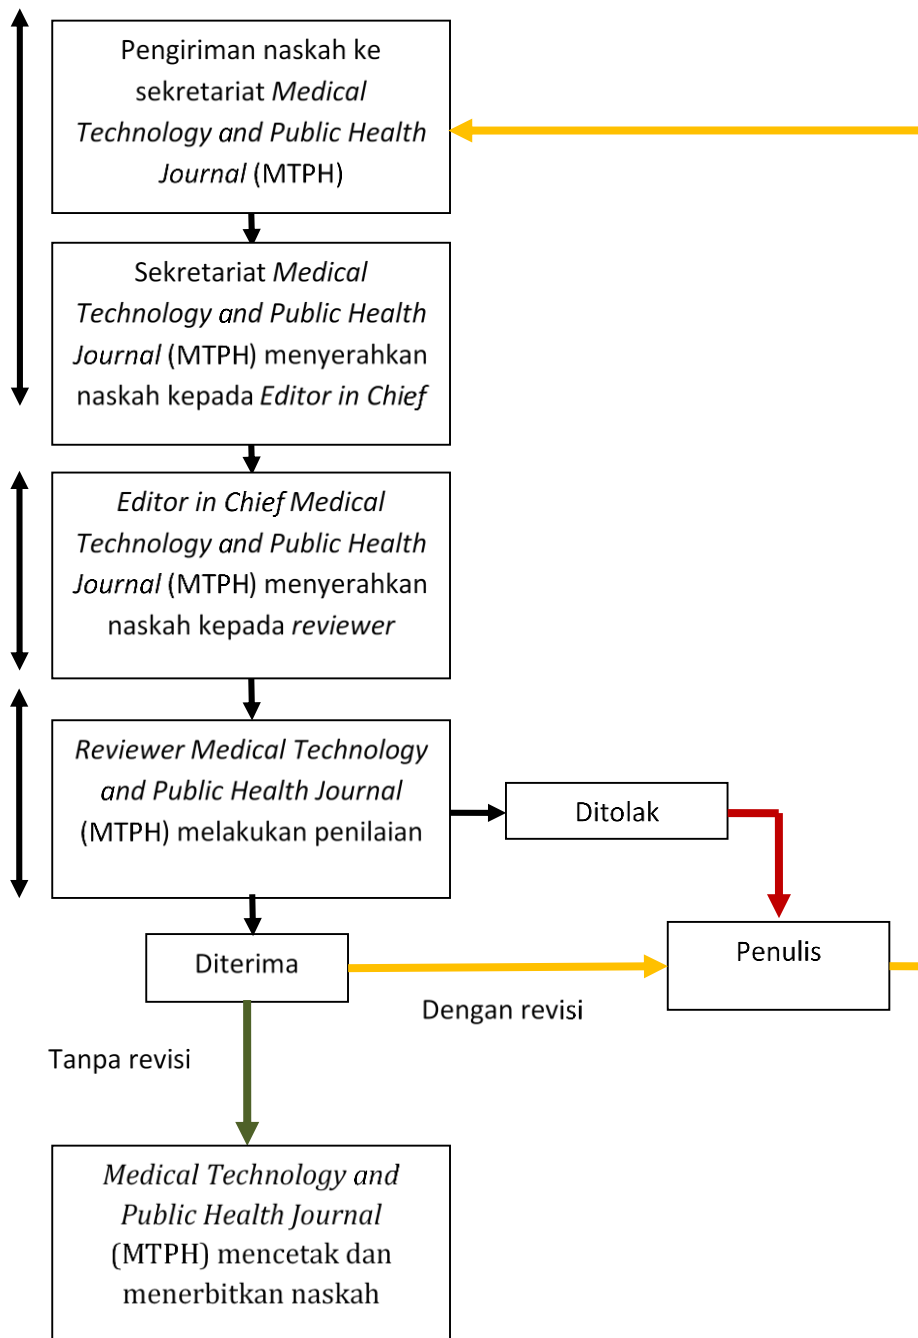 Pengiriman naskah ke
sekretariat Medical
Technology and Public Health
Journal (MTPH)
Sekretariat Medical
Technology and Public Health
Journal (MTPH) menyerahkan
naskah kepada Editor in Chief
Editor in Chief Medical
Technology and Public Health
Journal (MTPH) menyerahkan
naskah kepada reviewer
Reviewer Medical Technology
and Public Health Journal
(MTPH) melakukan penilaian
Ditolak
Diterima
Penulis
Dengan revisi
Tanpa revisi
Medical Technology and
Public Health Journal
(MTPH) mencetak dan
menerbitkan naskah